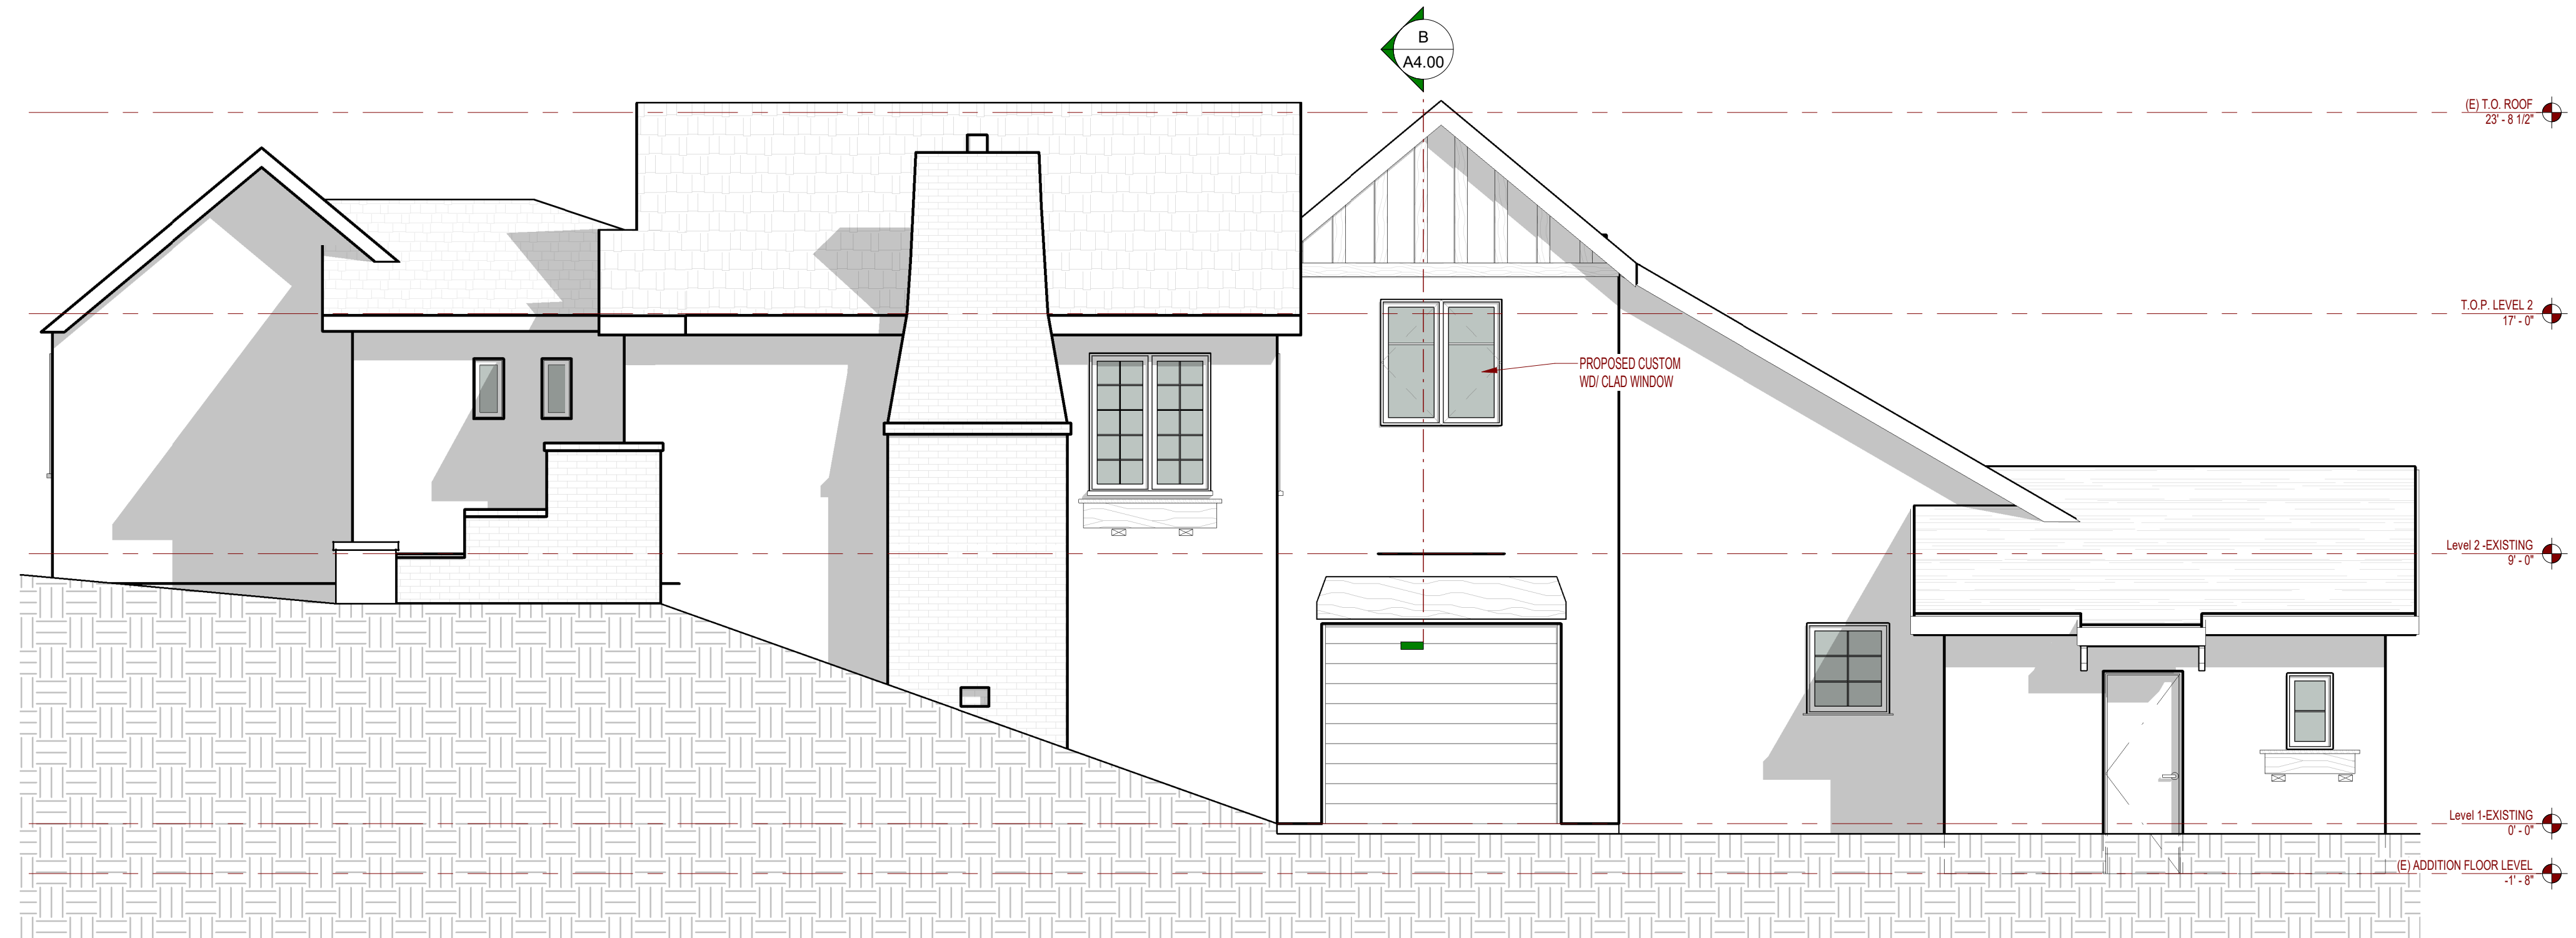 B
A4.00
(E) T.O. ROOF
23' - 8 1/2"
T.O.P. LEVEL 2
17' - 0"
PROPOSED CUSTOM
WD/ CLAD WINDOW
Level 2 -EXISTING
9' - 0"
Level 1-EXISTING
0' - 0"
(E) ADDITION FLOOR LEVEL
-1' - 8"